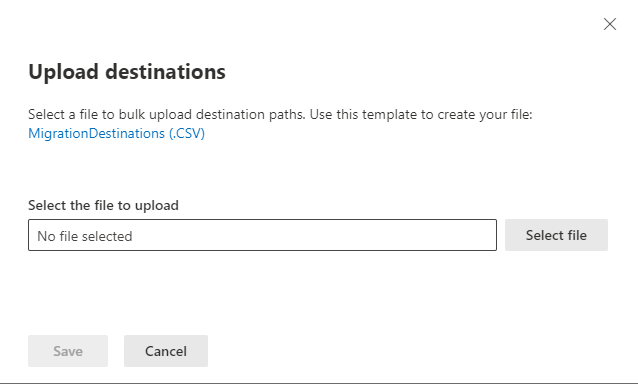 Upload destinations
Select a file to bulk upload destination paths. Use this template to create your file:
MigrationDestinations (.CSV)
Select the file to upload
No file selected
Select file
Save
Cancel